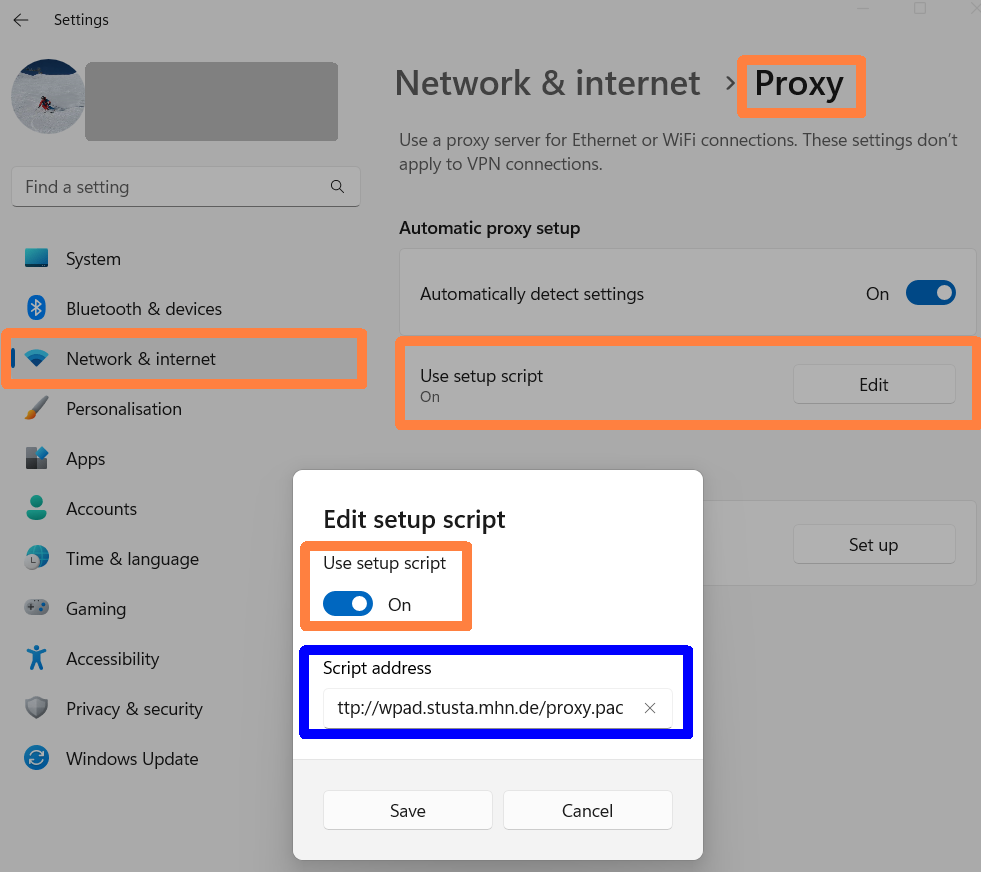 Settings
Network & internet › Proxy
Use a proxy server for Ethernet or WiFi connections. These settings don't
apply to VPN connections.
Find a setting
System
Bluetooth & devices
Network & internet
Personalisation
Apps
Accounts
Time & language
Gaming
Accessibility
Privacy & security
Windows Update
Automatic proxy setup
Automatically detect settings
On
Use setup script
On
Edit
Set up
Edit setup script
Use setup script
On
Script address
ttp://wpad.stusta.mhn.de/proxy.pac
Save
Cancel